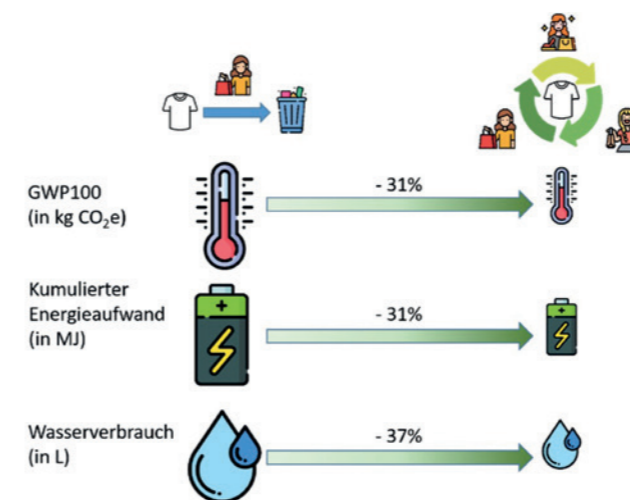 GWP100
(in kg CO₂e)
- 31%
Kumulierter
Energieaufwand
(in MJ)
- 31%
Wasserverbrauch
(in L)
- 37%